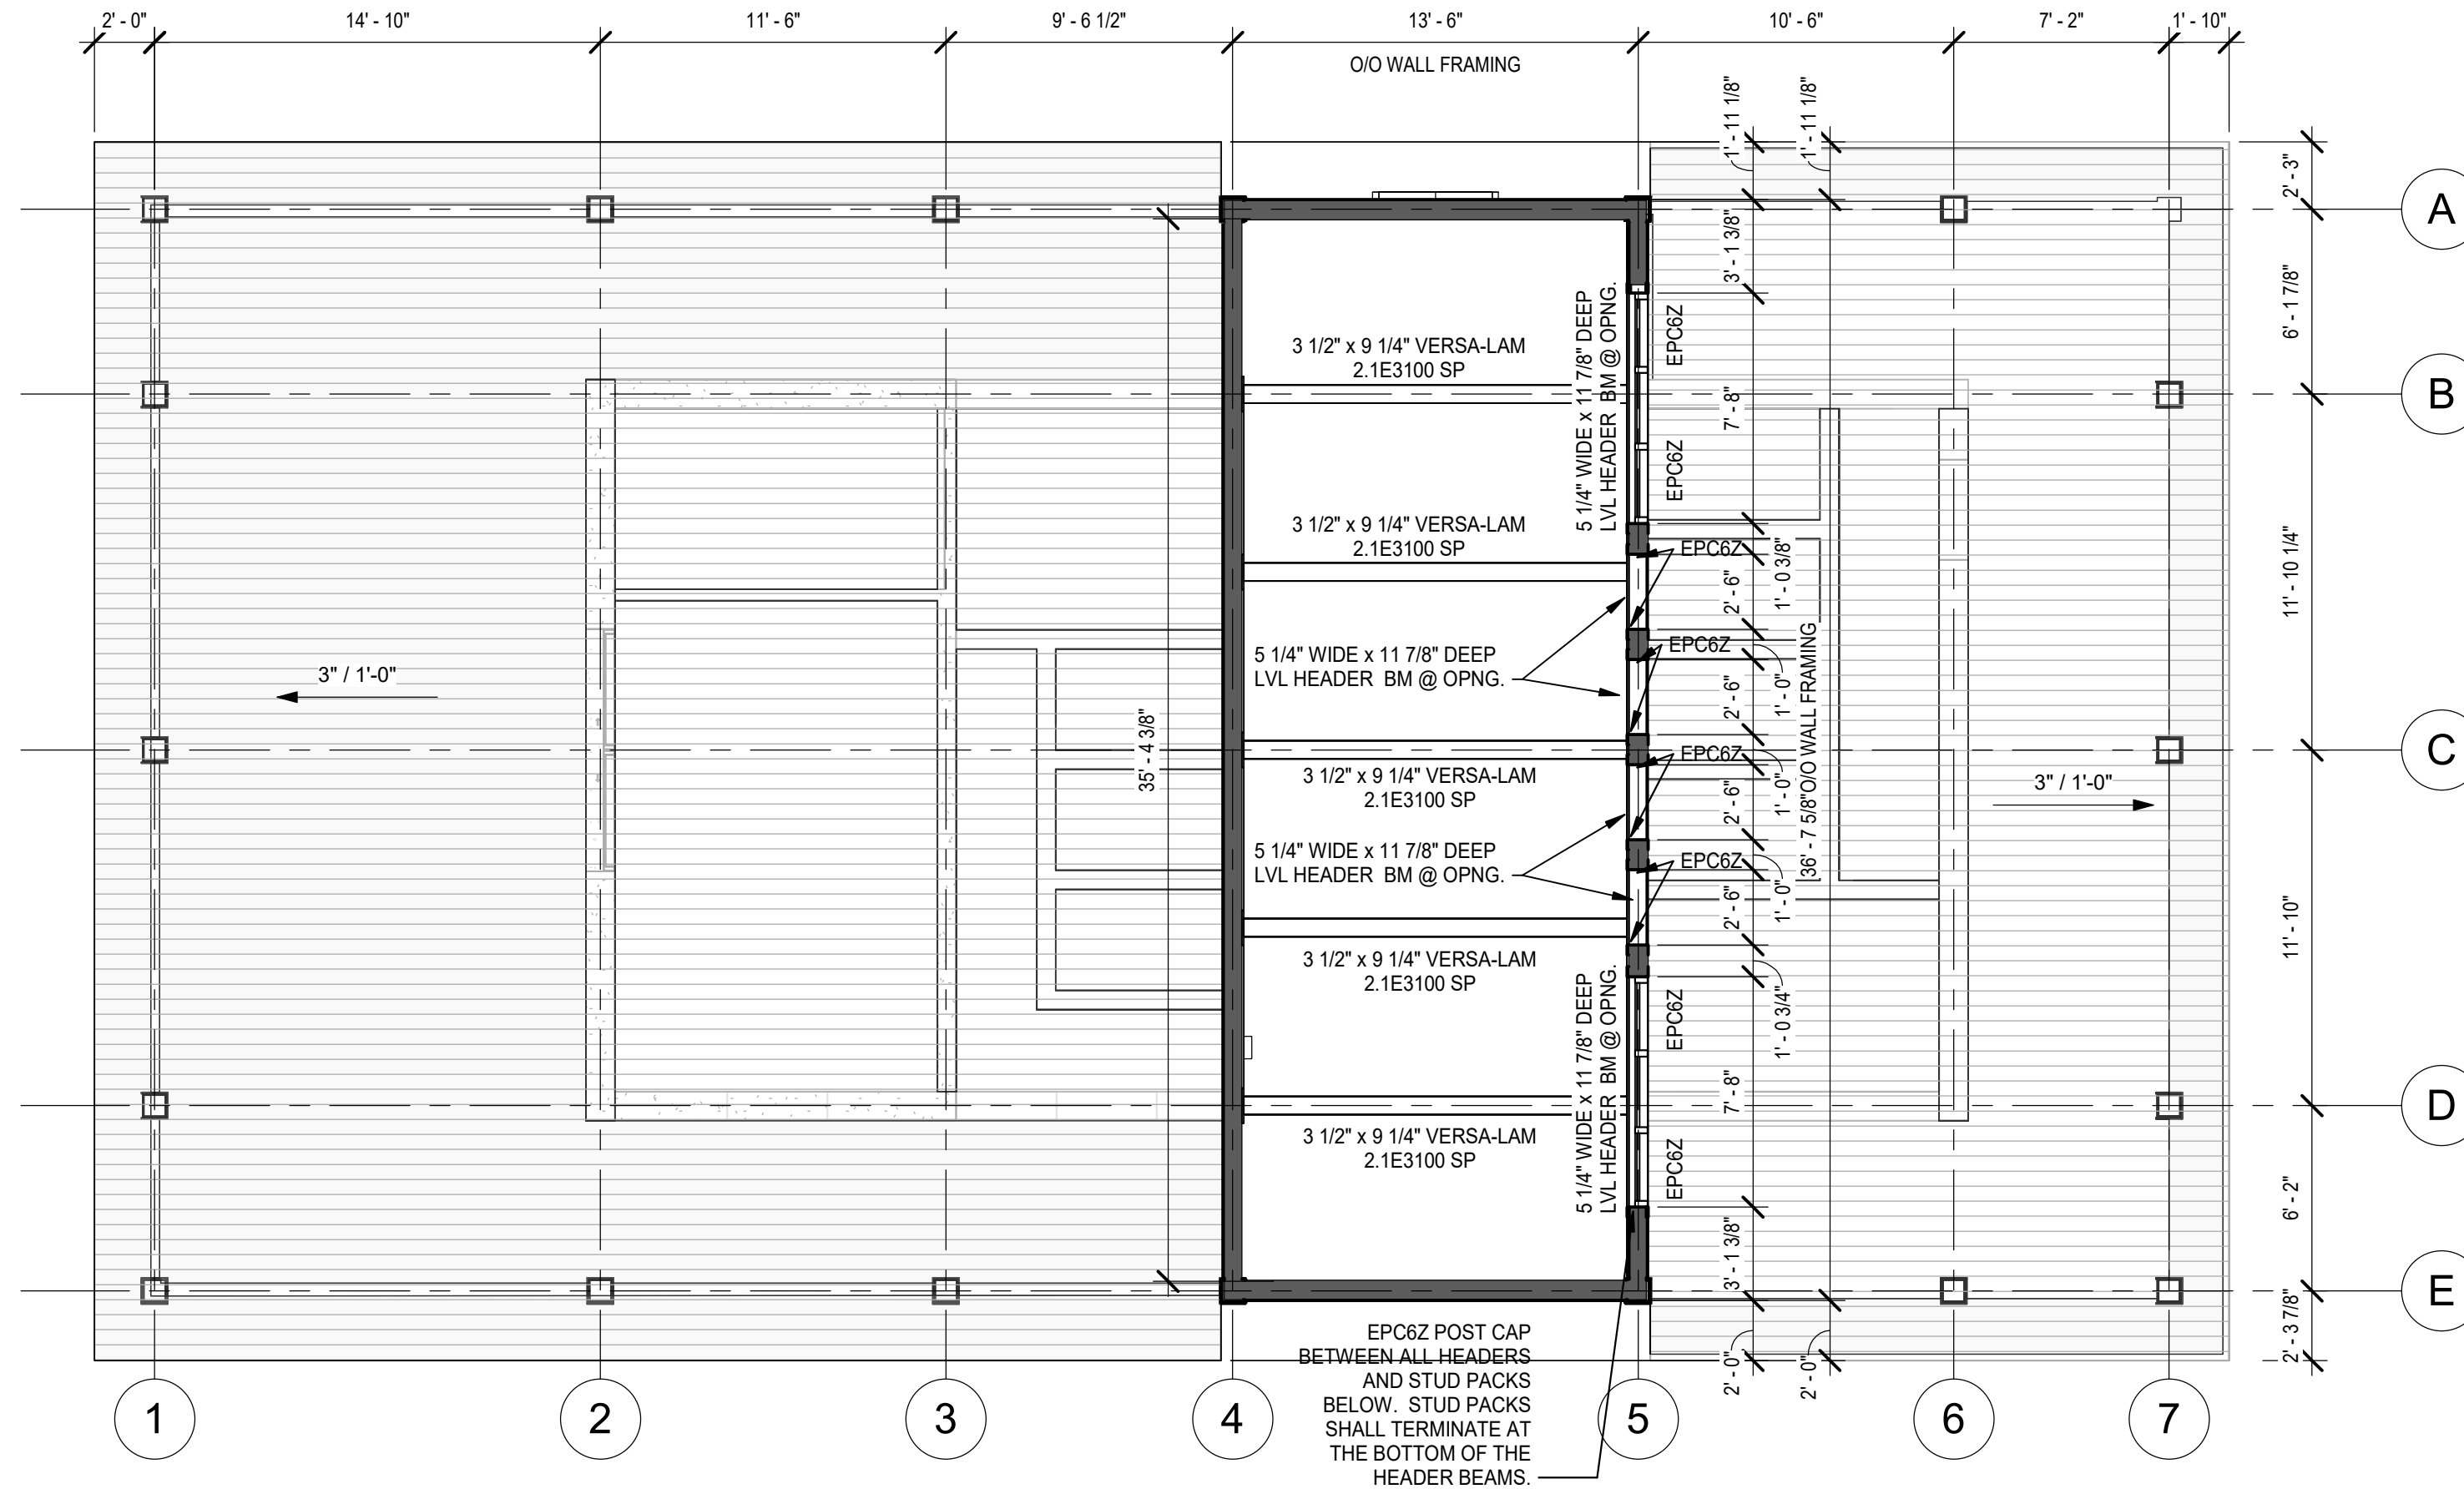 2' - 0"
14' - 10"
11' - 6"
9' - 6 1/2"
13' - 6"
10' - 6"
7' - 2"
1' - 10"
O/O WALL FRAMING
1' - 11 1/8"
1' - 11 1/8"
2' - 3"
A
3' - 1 3/8"
6' - 1 7/8"
5 1/4" WIDE x 11 7/8" DEEP
LVL HEADER BM @ OPNG.
EPC6Z
3 1/2" x 9 1/4" VERSA-LAM
2.1E3100 SP
7' - 8"
B
EPC6Z
3 1/2" x 9 1/4" VERSA-LAM
2.1E3100 SP
EPC6Z
2' - 6"
1' - 0 3/8"
11' - 10 1/4"
5 1/4" WIDE x 11 7/8" DEEP
LVL HEADER BM @ OPNG.
EPC6Z
2' - 6"
1' - 0"
3" / 1'-0"
35' - 4 3/8"
36' - 7 5/8"O/O WALL FRAMING
C
EPC6Z
3 1/2" x 9 1/4" VERSA-LAM
2.1E3100 SP
2' - 6"
1' - 0"
3" / 1'-0"
5 1/4" WIDE x 11 7/8" DEEP
LVL HEADER BM @ OPNG.
EPC6Z
2' - 6"
1' - 0"
11' - 10"
3 1/2" x 9 1/4" VERSA-LAM
2.1E3100 SP
5 1/4" WIDE x 11 7/8" DEEP
LVL HEADER BM @ OPNG.
EPC6Z
1' - 0 3/4"
7' - 8"
D
3 1/2" x 9 1/4" VERSA-LAM
2.1E3100 SP
EPC6Z
6' - 2"
3' - 1 3/8"
E
2' - 3 7/8"
2' - 0"
2' - 0"
EPC6Z POST CAP
BETWEEN ALL HEADERS
AND STUD PACKS
BELOW. STUD PACKS
SHALL TERMINATE AT
THE BOTTOM OF THE
HEADER BEAMS.
1
2
3
4
5
6
7